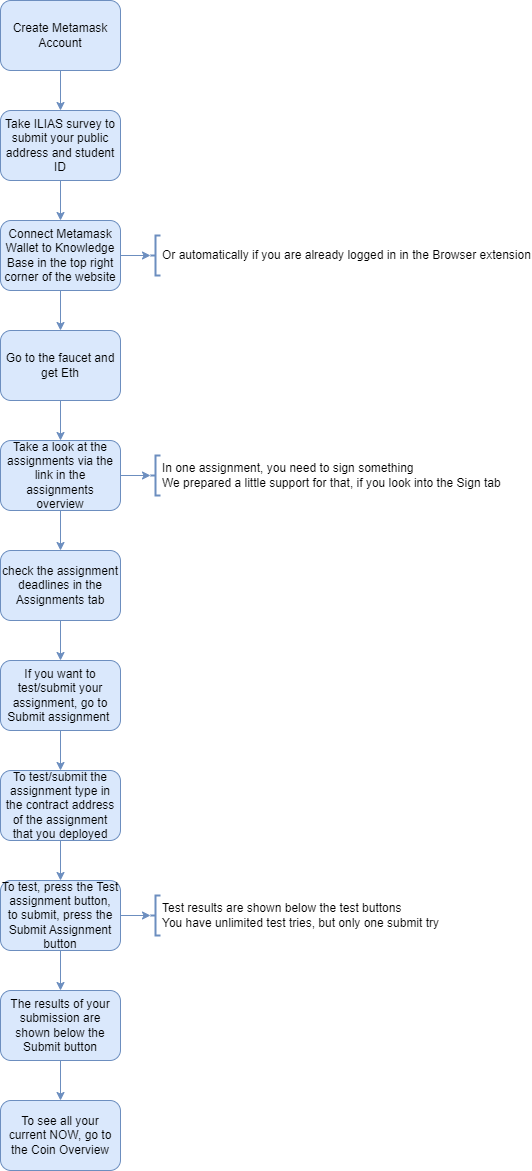 Create Metamask
Account
Take ILIAS survey to
submit your public
address and student
ID
Connect Metamask
Wallet to Knowledge
Base in the top right
corner of the website
Or automatically if you are already logged in in the Browser extension
Go to the faucet and
get Eth
Take a look at the
assignments via the
link in the
assignments
overview
In one assignment, you need to sign something
We prepared a little support for that, if you look into the Sign tab
check the assignment
deadlines in the
Assignments tab
If you want to
test/submit your
assignment, go to
Submit assignment
To test/submit the
assignment type in
the contract address
of the assignment
that you deployed
To test, press the Test
assignment button,
to submit, press the
Submit Assignment
button
Test results are shown below the test buttons
You have unlimited test tries, but only one submit try
The results of your
submission are
shown below the
Submit button
To see all your
current NOW, go to
the Coin Overview